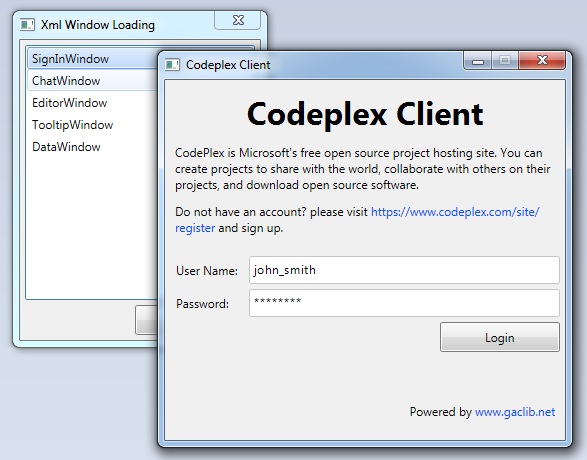 Xml Window Loading
SignInWindow
ChatWindow
EditorWindow
TooltipWindow
DataWindow
Codeplex Client
Codeplex Client
CodePlex is Microsoft's free open source project hosting site. You can
create projects to share with the world, collaborate with others on their
projects, and download open source software.
Do not have an account? please visit https://www.codeplex.com/site/
register and sign up.
User Name: john_smith
Password: ********
Login
Powered by www.gaclib.net